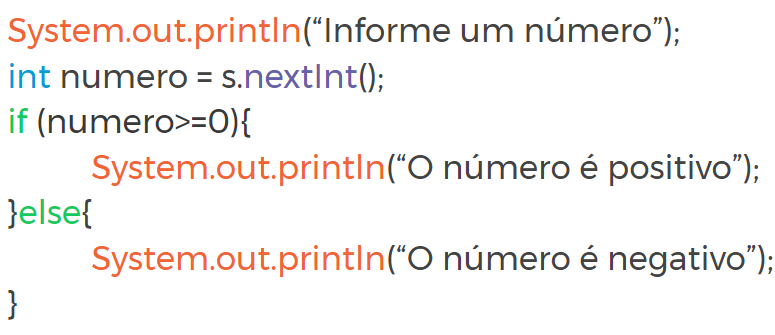 System.out.println(“Informe um número”);
int numero = s.nextInt();
if (numero>=0){
System.out.println(“O número é positivo”);
}else{
System.out.println(“O número é negativo”);
}